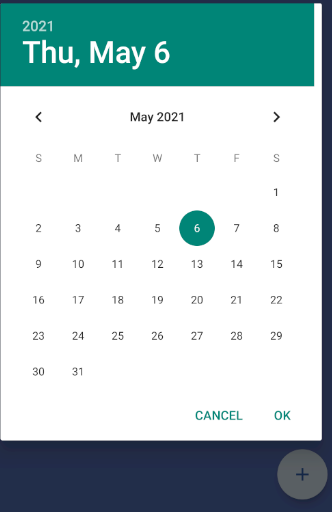 2021
Thu, May 6
May 2021
S M T W T F S
1
2 3 4 5 6 7 8
9 10 11 12 13 14 15
16 17 18 19 20 21 22
23 24 25 26 27 28 29
30 31
CANCEL OK